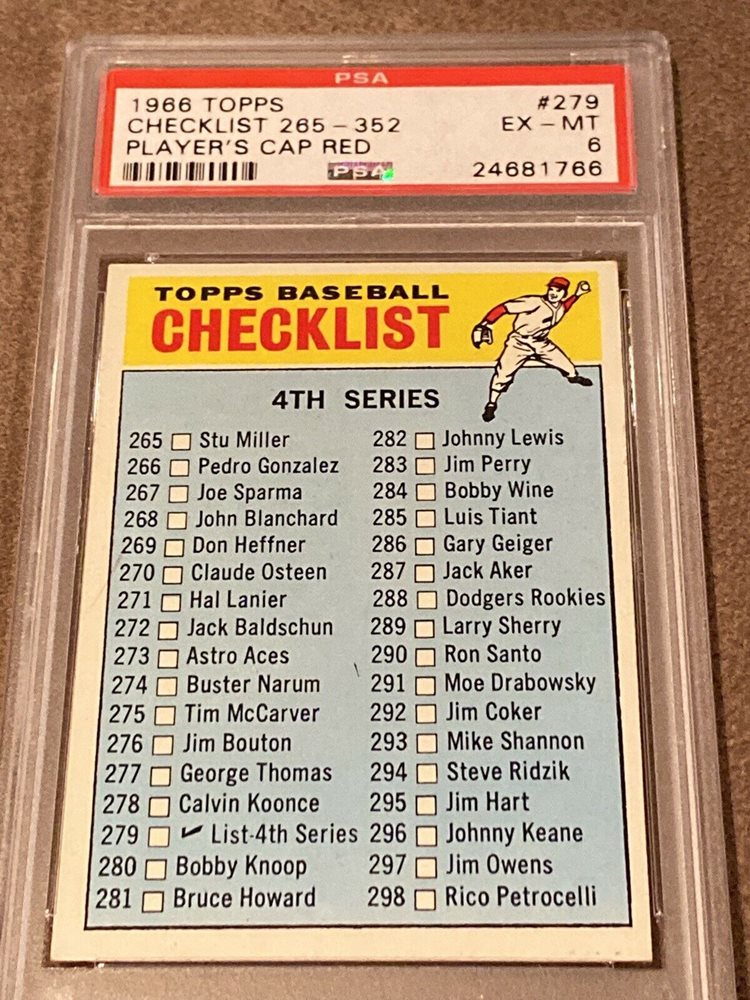 PSA
1966 TOPPS #279
CHECKLIST 265-352 EX-MT
PLAYER'S CAP RED 6
PSA 24681766
TOPPS BASEBALL
CHECKLIST
4TH SERIES
265 Stu Miller
266 Pedro Gonzalez
267 Joe Sparma
268 John Blanchard
269 Don Heffner
270 Claude Osteen
271 Hal Lanier
272 Jack Baldschun
273 Astro Aces
274 Buster Narum
275 Tim McCarver
276 Jim Bouton
277 George Thomas
278 Calvin Koonce
279 ✓ List-4th Series
280 Bobby Knoop
281 Bruce Howard
282 Johnny Lewis
283 Jim Perry
284 Bobby Wine
285 Luis Tiant
286 Gary Geiger
287 Jack Aker
288 Dodgers Rookies
289 Larry Sherry
290 Ron Santo
291 Moe Drabowsky
292 Jim Coker
293 Mike Shannon
294 Steve Ridzik
295 Jim Hart
296 Johnny Keane
297 Jim Owens
298 Rico Petrocelli